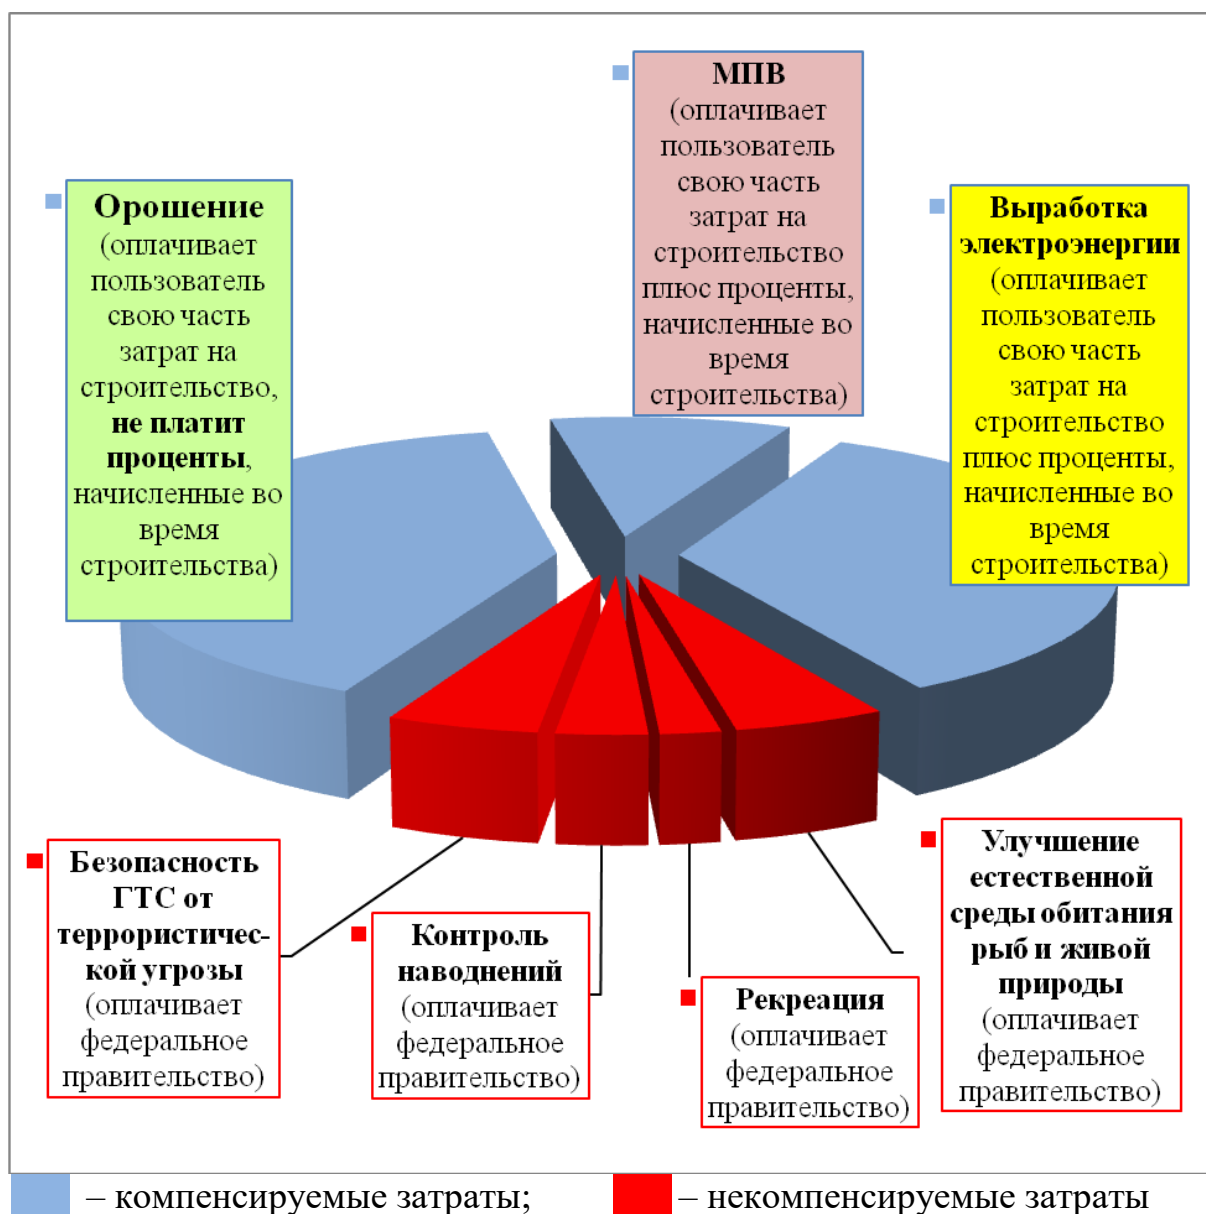 МПВ
(оплачивает
пользователь
свою часть
затрат на
строительство
плюс проценты,
начисленные во
время
строительства)
Орошение
(оплачивает
пользователь
свою часть
затрат на
строительство,
не платит
проценты,
начисленные во
время
строительства)
Выработка
электроэнергии
(оплачивает
пользователь
свою часть
затрат на
строительство
плюс проценты,
начисленные во
время
строительства)
Безопасность
ГТС от
террористичес-
кой угрозы
(оплачивает
федеральное
правительство)
Контроль
наводнений
(оплачивает
федеральное
правительство)
Рекреация
(оплачивает
федеральное
правительство)
Улучшение
естественной
среды обитания
рыб и живой
природы
(оплачивает
федеральное
правительство)
– компенсируемые затраты;
– некомпенсируемые затраты